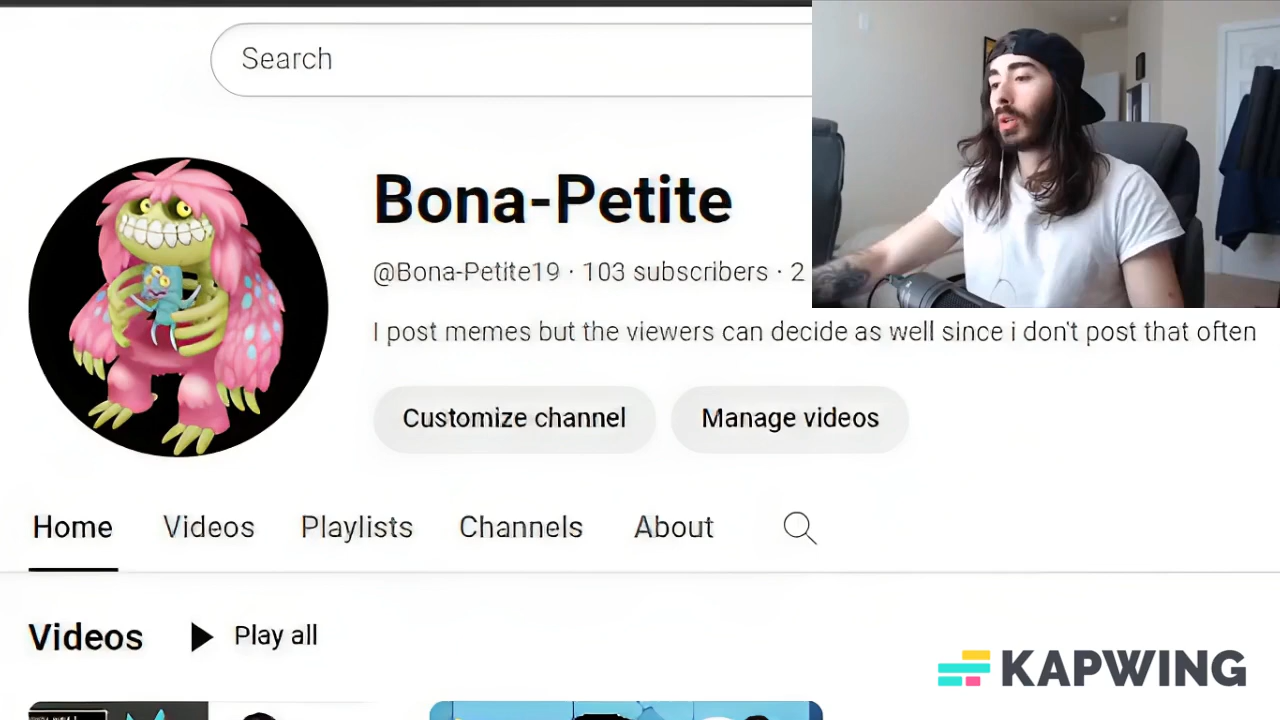 Search
Bona-Petite
@Bona-Petite19 · 103 subscribers · 2
I post memes but the viewers can decide as well since i don't post that often
Customize channel
Manage videos
Home
Videos
Playlists
Channels
About
Videos
Play all
KAPWING